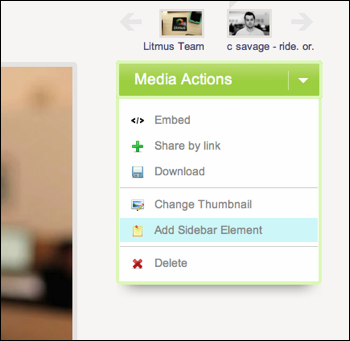 Litmus Team
c savage - ride. or.
Media Actions
Embed
Share by link
Download
Change Thumbnail
Add Sidebar Element
Delete